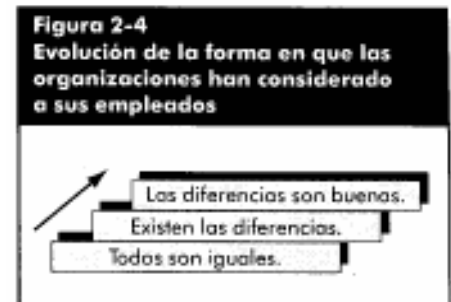 Figura 2-4
Evolución de la forma en que las
organizaciones han considerado
a sus empleados
Las diferencias son buenas.
Existen las diferencias.
Todos son iguales.